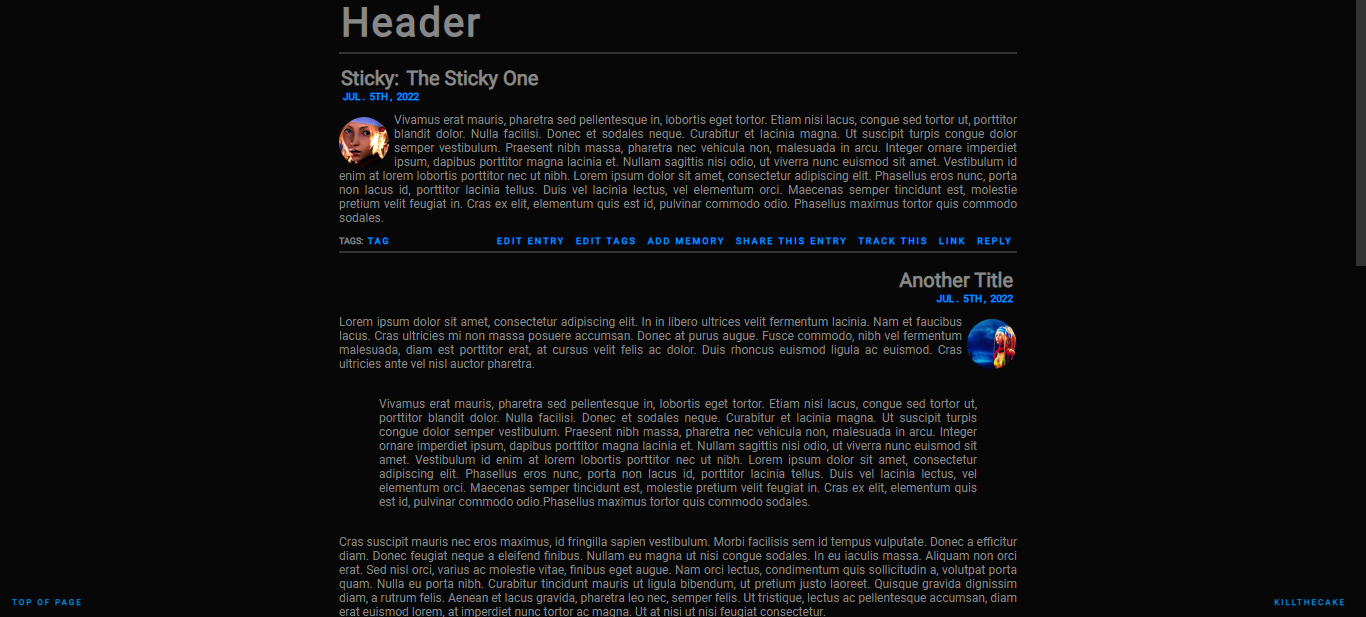 Header
Sticky: The Sticky One
JUL. 5TH, 2022
Vivamus erat mauris, pharetra sed pellentesque in, lobortis eget tortor. Etiam nisi lacus, congue sed tortor ut, porttitor
blandit dolor. Nulla facilisi. Donec et sodales neque. Curabitur et lacinia magna. Ut suscipit turpis congue dolor
semper vestibulum. Praesent nibh massa, pharetra nec vehicula non, malesuada in arcu. Integer ornare imperdiet
ipsum, dapibus porttitor magna lacinia et. Nullam sagittis nisi odio, ut viverra nunc euismod sit amet. Vestibulum id
enim at lorem lobortis porttitor nec ut nibh. Lorem ipsum dolor sit amet, consectetur adipiscing elit. Phasellus eros nunc, porta
non lacus id, porttitor lacinia tellus. Duis vel lacinia lectus, vel elementum orci. Maecenas semper tincidunt est, molestie
pretium velit feugiat in. Cras ex elit, elementum quis est id, pulvinar commodo odio. Phasellus maximus tortor quis commodo
sodales.
TAGS: TAG EDIT ENTRY EDIT TAGS ADD MEMORY SHARE THIS ENTRY TRACK THIS LINK REPLY
Another Title
JUL. 5TH, 2022
Lorem ipsum dolor sit amet, consectetur adipiscing elit. In in libero ultrices velit fermentum lacinia. Nam et faucibus
lacus. Cras ultricies mi non massa posuere accumsan. Donec at purus augue. Fusce commodo, nibh vel fermentum
malesuada, diam est porttitor erat, at cursus velit felis ac dolor. Duis rhoncus euismod ligula ac euismod. Cras
ultricies ante vel nisl auctor pharetra.
Vivamus erat mauris, pharetra sed pellentesque in, lobortis eget tortor. Etiam nisi lacus, congue sed tortor ut,
porttitor blandit dolor. Nulla facilisi. Donec et sodales neque. Curabitur et lacinia magna. Ut suscipit turpis
congue dolor semper vestibulum. Praesent nibh massa, pharetra nec vehicula non, malesuada in arcu. Integer
ornare imperdiet ipsum, dapibus porttitor magna lacinia et. Nullam sagittis nisi odio, ut viverra nunc euismod sit
amet. Vestibulum id enim at lorem lobortis porttitor nec ut nibh. Lorem ipsum dolor sit amet, consectetur
adipiscing elit. Phasellus eros nunc, porta non lacus id, porttitor lacinia tellus. Duis vel lacinia lectus, vel
elementum orci. Maecenas semper tincidunt est, molestie pretium velit feugiat in. Cras ex elit, elementum quis
est id, pulvinar commodo odio.Phasellus maximus tortor quis commodo sodales.
Cras suscipit mauris nec eros maximus, id fringilla sapien vestibulum. Morbi facilisis sem id tempus vulputate. Donec a efficitur
diam. Donec feugiat neque a eleifend finibus. Nullam eu magna ut nisi congue sodales. In eu iaculis massa. Aliquam non orci
erat. Sed nisl orci, varius ac molestie vitae, finibus eget augue. Nam orci lectus, condimentum quis sollicitudin a, volutpat porta
quam. Nulla eu porta nibh. Curabitur tincidunt mauris ut ligula bibendum, ut pretium justo laoreet. Quisque gravida dignissim
diam, a rutrum felis. Aenean et lacus gravida, pharetra leo nec, semper felis. Ut tristique, lectus ac pellentesque accumsan, diam
erat euismod lorem, at imperdiet nunc tortor ac magna. Ut at nisi ut nisi feugiat consectetur.
TOP OF PAGE
KILLTHECAKE